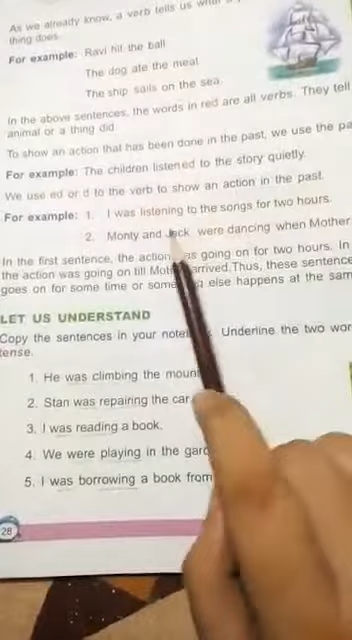 As we already know, a verb tells us what a
thing does.
For example: Ravi hit the ball.
The dog ate the meal.
The ship sails on the sea.
In the above sentences, the words in red are all verbs. They tell
animal or a thing did.
To show an action that has been done in the past, we use the pa
For example: The children listened to the story quietly.
We use ed or d to the verb to show an action in the past.
For example: 1. I was listening to the songs for two hours.
2. Monty and Jack were dancing when Mother
In the first sentence, the action as going on for two hours. In
the action was going on till Moth arrived.Thus, these sentence
goes on for some time or some else happens at the sam
LET US UNDERSTAND
Copy the sentences in your note Underline the two wor
tense.
1. He was climbing the moun
2. Stan was repairing the car.
3. I was reading a book.
4. We were playing in the gard
5. I was borrowing a book from
28